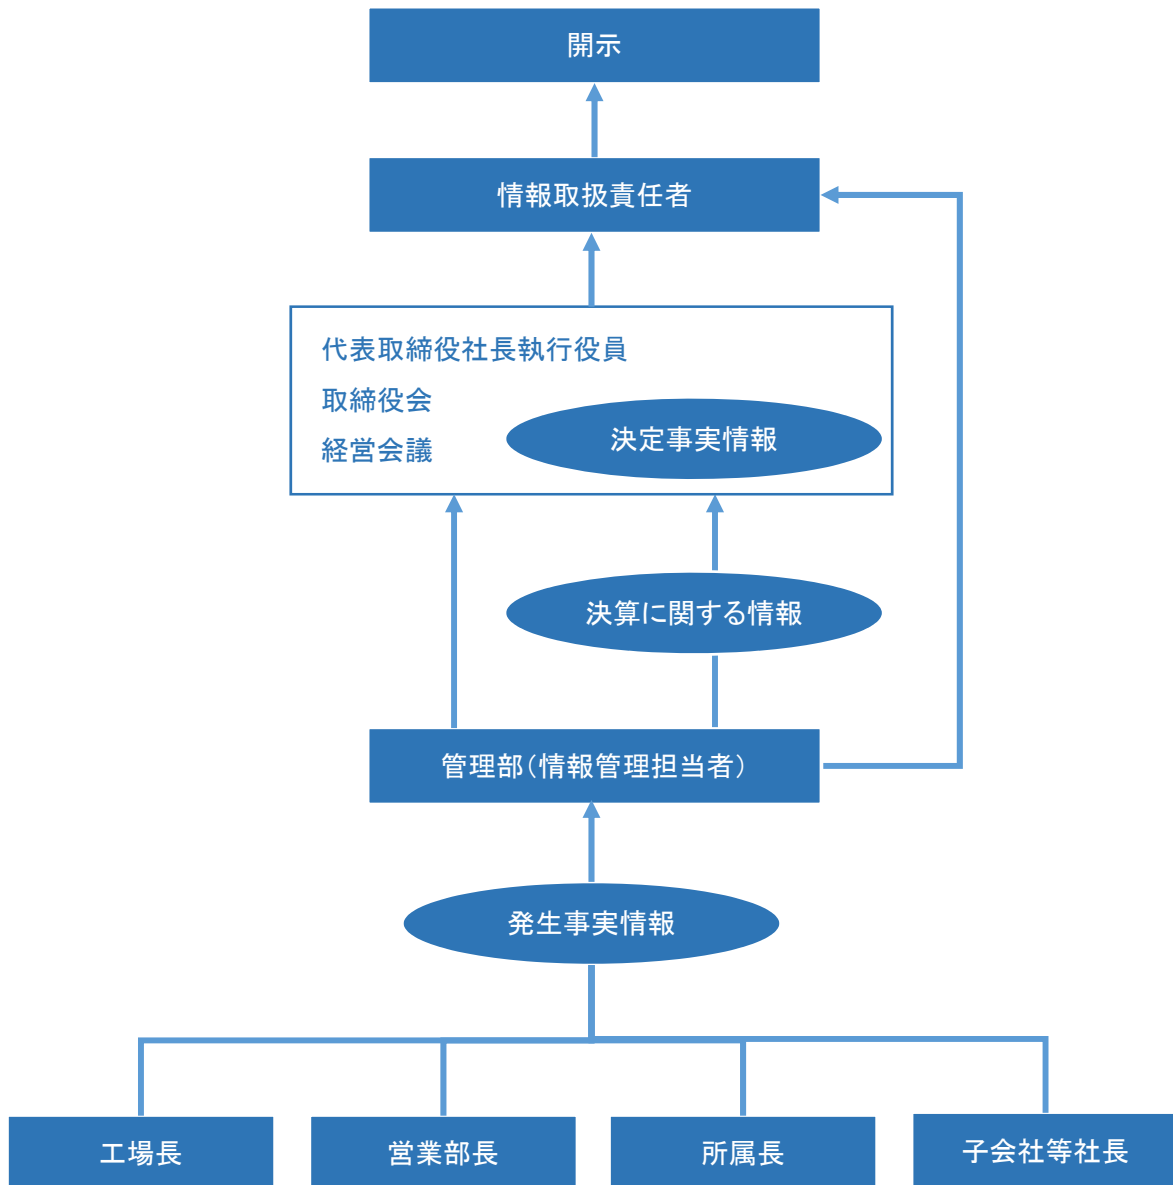 開示
情報取扱責任者
代表取締役社長執行役員
取締役会
経営会議
決定事実情報
決算に関する情報
管理部(情報管理担当者)
発生事実情報
工場長
営業部長
所属長
子会社等社長